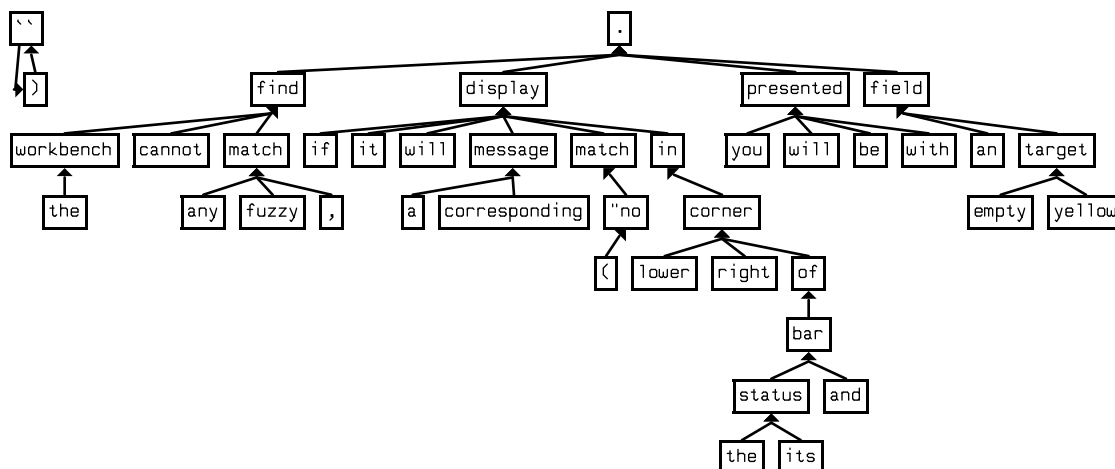 `` .
) find display presented field
workbench cannot match if it will message match in you will be with an target
the any fuzzy , a corresponding "no corner empty yellow
( lower right of
bar
status and
the its